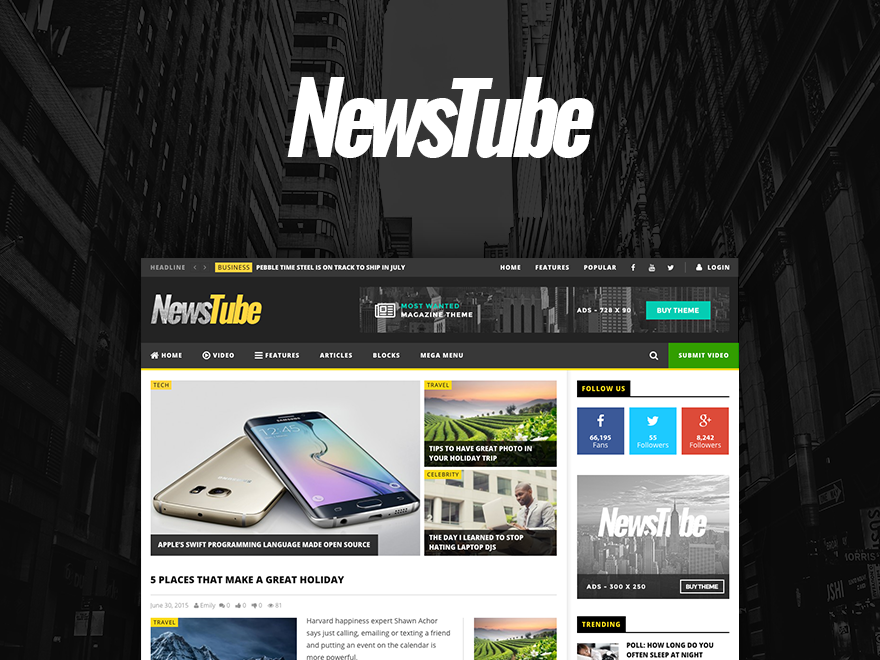 NewsTube
HEADLINE
BUSINESS PEBBLE TIME STEEL IS ON TRACK TO SHIP IN JULY
HOME FEATURES POPULAR LOGIN
NewsTube
MOST WANTED
MAGAZINE THEME
ADS - 728 X 90 BUY THEME
HOME VIDEO FEATURES ARTICLES BLOCKS MEGA MENU SUBMIT VIDEO
TECH
SAMSUNG
12:45
APPLE'S SWIFT PROGRAMMING LANGUAGE MADE OPEN SOURCE
TRAVEL
TIPS TO HAVE GREAT PHOTO IN
YOUR HOLIDAY TRIP
CELEBRITY
THE DAY I LEARNED TO STOP
HATING LAPTOP DJS
5 PLACES THAT MAKE A GREAT HOLIDAY
June 30, 2015 Emily 0 0 0 81
TRAVEL
Harvard happiness expert Shawn Achor
says just calling, emailing or texting a friend
and putting an event on the calendar is
more powerful.
FOLLOW US
66,195
Fans
55
Followers
8,242
Followers
NewsTube
ADS - 300 X 250 BUY THEME
TRENDING
POLL: HOW LONG DO YOU
OFTEN SLEEP AT NIGHT